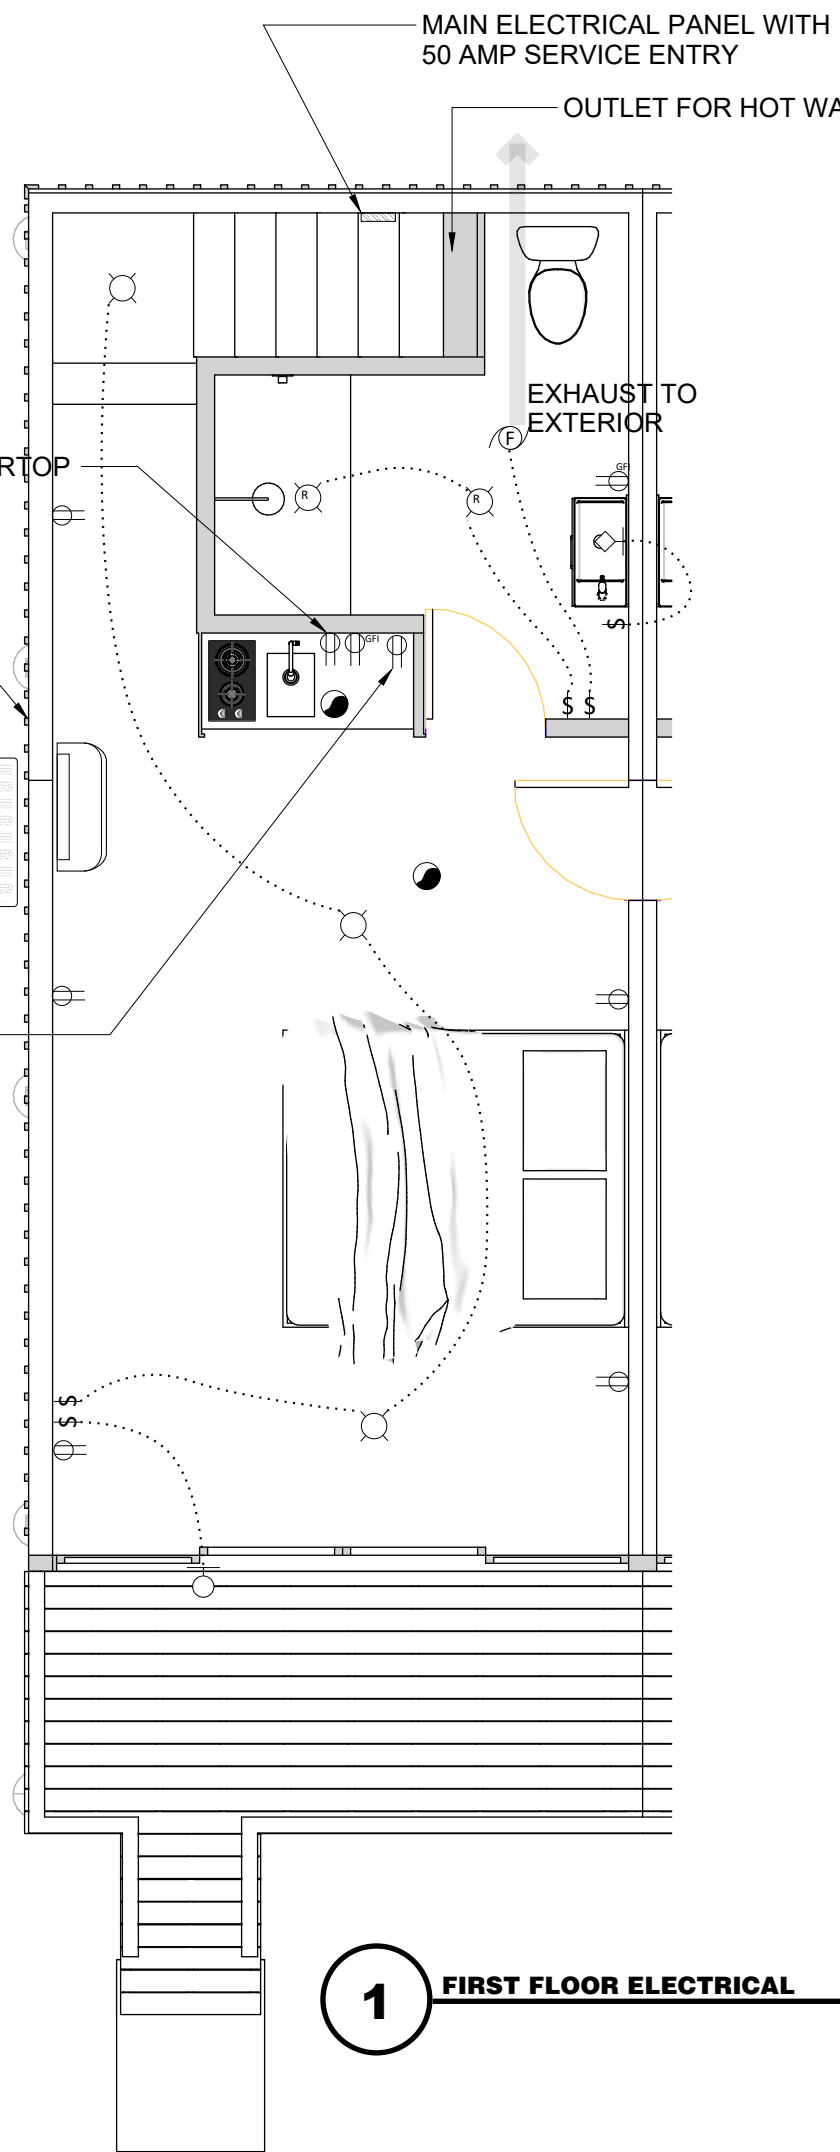 MAIN ELECTRICAL PANEL WITH
50 AMP SERVICE ENTRY
OUTLET FOR HOT WA
EXHAUST TO
EXTERIOR
F
RTOP
GFI
R
R
S
GFI
S S
S
S
1
FIRST FLOOR ELECTRICAL